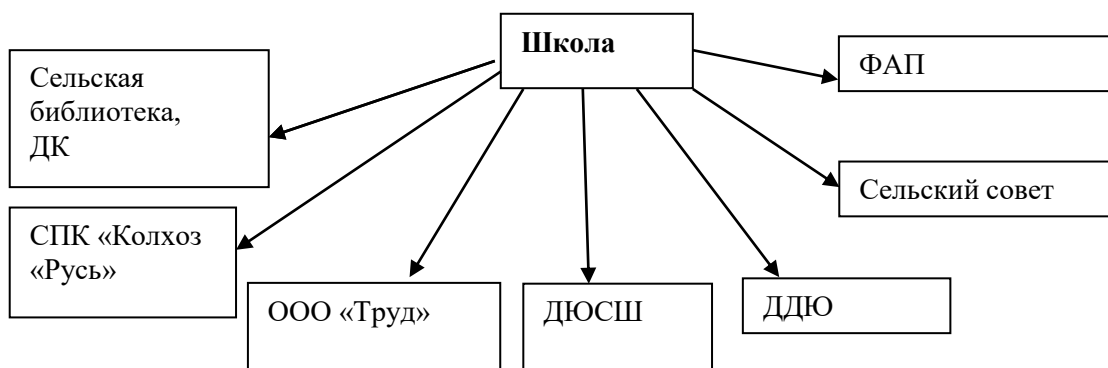 Школа
Сельская
библиотека,
ДК
ФАП
Сельский совет
СПК «Колхоз
«Русь»
ООО «Труд»
ДЮСШ
ДДЮ